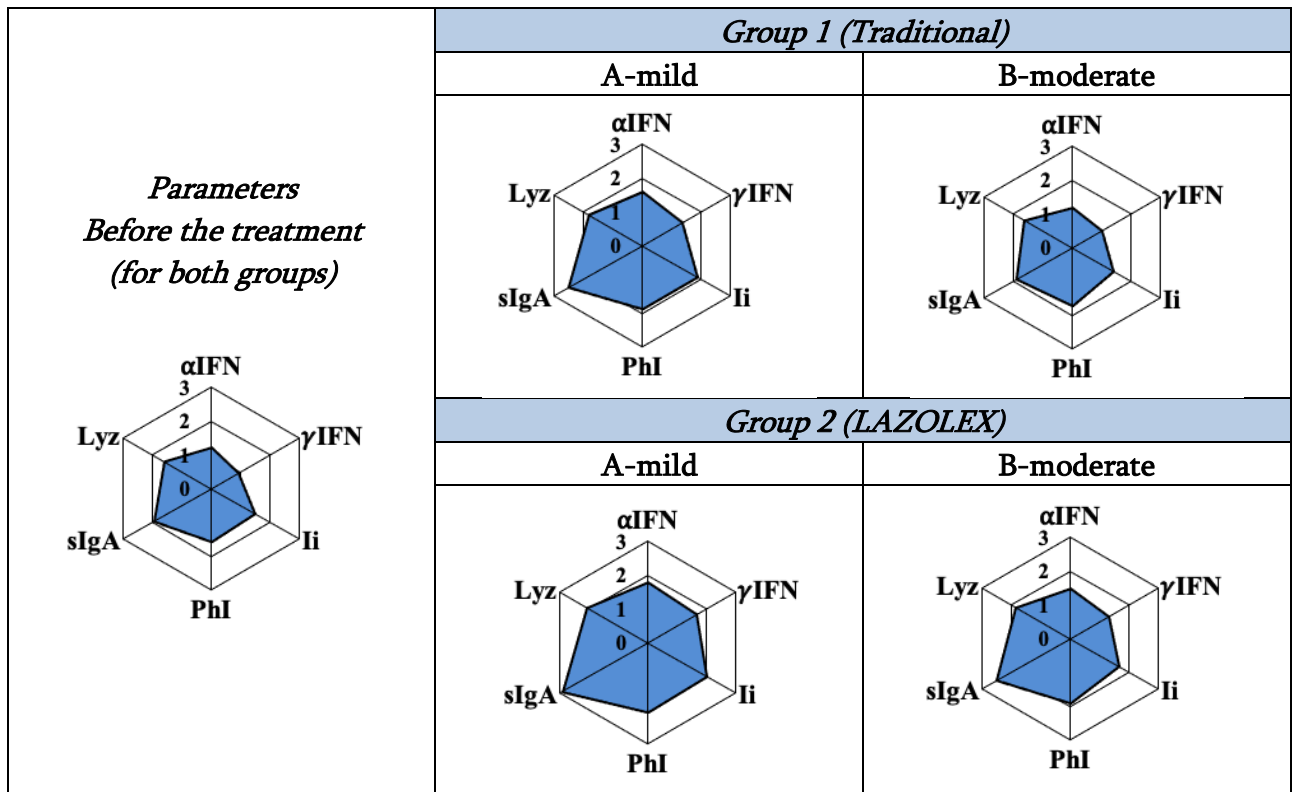 Parameters
Before the treatment
(for both groups)
αIFN
3
2
1
0
Lyz
γIFN
sIgA
Ii
PhI
Group 1 (Traditional)
A-mild
B-moderate
αIFN
3
2
1
0
Lyz
γIFN
sIgA
Ii
PhI
αIFN
3
2
1
0
Lyz
γIFN
sIgA
Ii
PhI
Group 2 (LAZOLEX)
A-mild
B-moderate
αIFN
3
2
1
0
Lyz
γIFN
sIgA
Ii
PhI
αIFN
3
2
1
0
Lyz
γIFN
sIgA
Ii
PhI